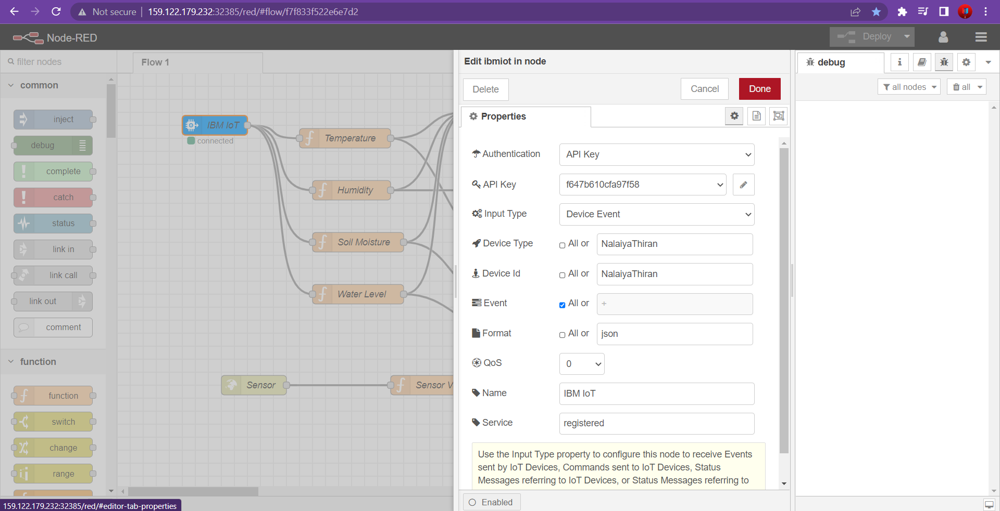 Not secure
159.122.179.232:32385/red/#flow/f7f833f522e6e7d2
Node-RED
Deploy
filter nodes
common
inject
debug
complete
catch
status
link in
link call
link out
comment
function
function
switch
change
range
Flow 1
IBM IoT
connected
Temperature
Humidity
Soil Moisture
Water Level
Sensor
Sensor V
Edit ibmiot in node
Delete
Cancel
Done
Properties
Authentication
API Key
API Key
f647b610cfa97f58
Input Type
Device Event
Device Type
All or
NalaiyaThiran
Device Id
All or
NalaiyaThiran
Event
All or
+
Format
All or
json
QoS
0
Name
IBM IoT
Service
registered
Use the Input Type property to configure this node to receive Events
sent by IoT Devices, Commands sent to IoT Devices, Status
Messages referring to IoT Devices, or Status Messages referring to
Enabled
debug
i
all nodes
all
159.122.179.232:32385/red/#editor-tab-properties